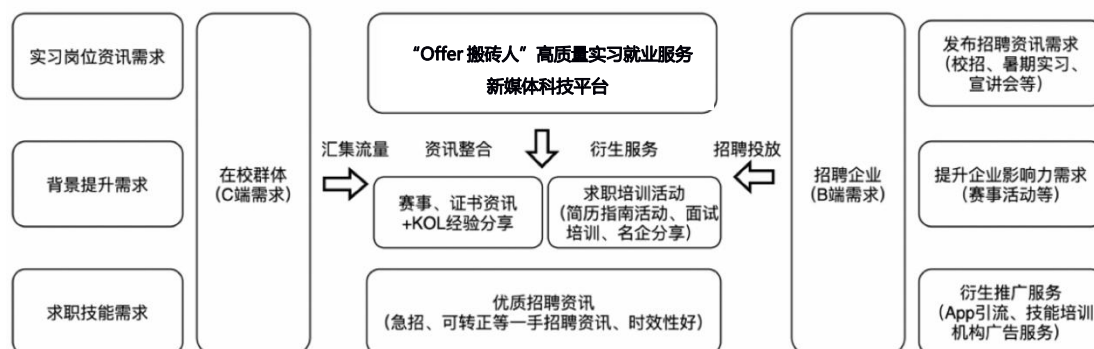 实习岗位资讯需求
背景提升需求
求职技能需求
在校群体
(C端需求)
“Offer 搬砖人”高质量实习就业服务
新媒体科技平台
汇集流量
资讯整合
衍生服务
招聘投放
赛事、证书资讯
+KOL经验分享
求职培训活动
(简历指南活动、面试
培训、名企分享)
优质招聘资讯
(急招、可转正等一手招聘资讯、时效性好)
招聘企业
(B端需求)
发布招聘资讯需求
(校招、暑期实习、
宣讲会等)
提升企业影响力需求
(赛事活动等)
衍生推广服务
(App引流、技能培训
机构广告服务)